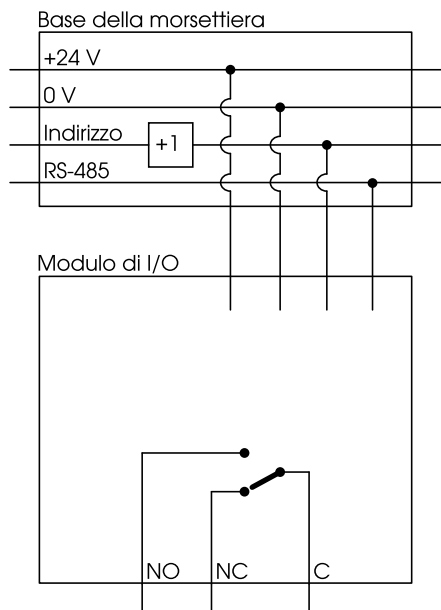 Base della morsettiera
+24 V
0 V
Indirizzo
+1
RS-485
Modulo di I/O
NO
NC
C